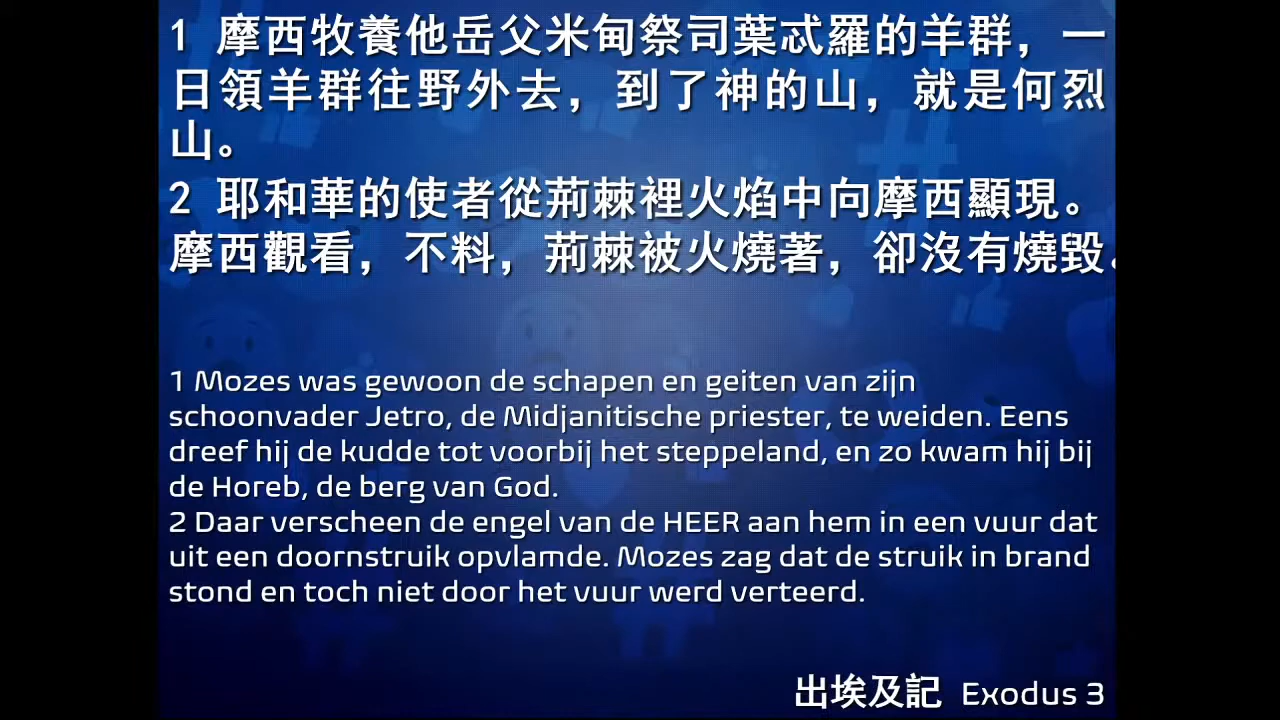 1 摩西牧養他岳父米甸祭司葉忒羅的羊群，一
日領羊群往野外去，到了神的山，就是何烈
山。
2 耶和華的使者從荊棘裡火焰中向摩西顯現。
摩西觀看，不料，荊棘被火燒著，卻沒有燒毀。
1 Mozes was gewoon de schapen en geiten van zijn
schoonvader Jetro, de Midjanitische priester, te weiden. Eens
dreef hij de kudde tot voorbij het steppeland, en zo kwam hij bij
de Horeb, de berg van God.
2 Daar verscheen de engel van de HEER aan hem in een vuur dat
uit een doornstruik opvlamde. Mozes zag dat de struik in brand
stond en toch niet door het vuur werd verteerd.
出埃及記 Exodus 3